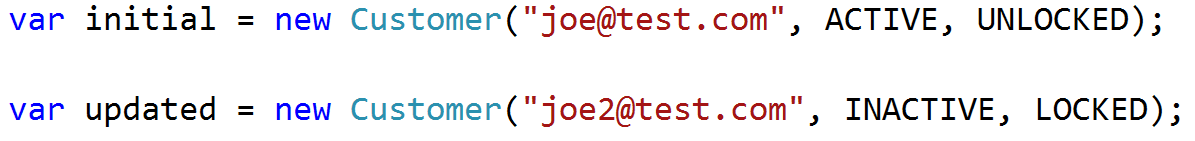 var initial = new Customer("joe@test.com", ACTIVE, UNLOCKED);
var updated = new Customer("joe2@test.com", INACTIVE, LOCKED);